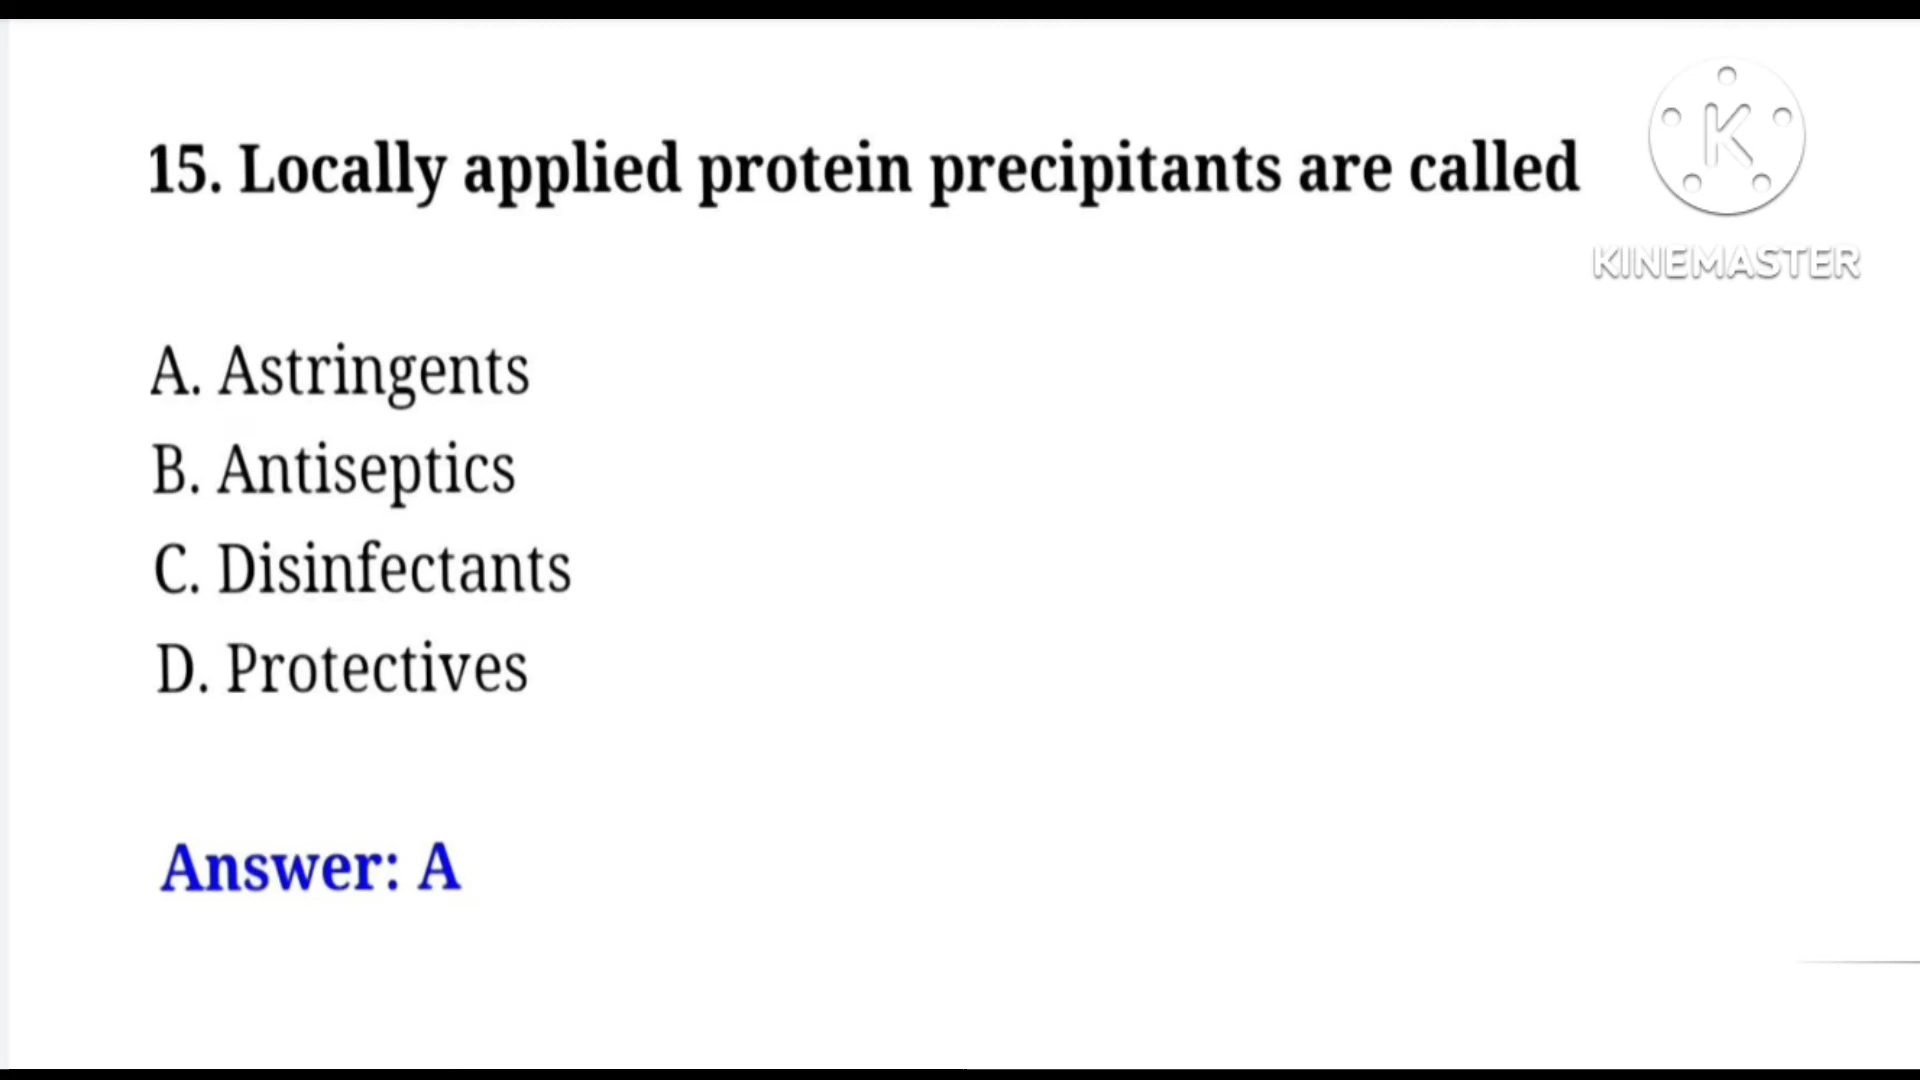 15. Locally applied protein precipitants are called
K
KINEMASTER
A. Astringents
B. Antiseptics
C. Disinfectants
D. Protectives
Answer: A